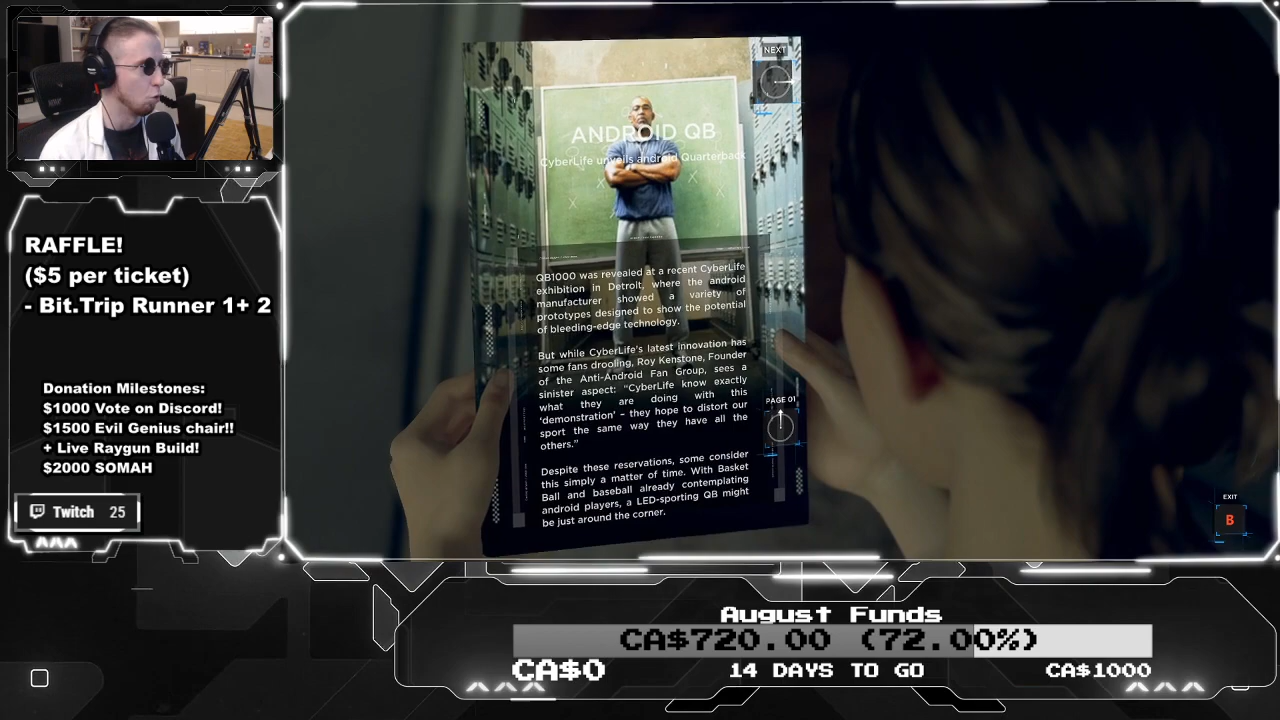 RAFFLE!
($5 per ticket)
- Bit.Trip Runner 1+ 2
Donation Milestones:
$1000 Vote on Discord!
$1500 Evil Genius chair!!
+ Live Raygun Build!
$2000 SOMAH
Twitch 25
NEXT
ANDROID QB
CyberLife unveils android Quarterback
QB1000 was revealed at a recent CyberLife
exhibition in Detroit, where the android
manufacturer showed a variety of
prototypes designed to show the potential
of bleeding-edge technology.
But while CyberLife's latest innovation has
some fans drooling, Roy Kenstone, Founder
of the Anti-Android Fan Group, sees a
sinister aspect: "CyberLife know exactly
what they are doing with this
'demonstration' – they hope to distort our
sport the same way they have all the
others."
Despite these reservations, some consider
this simply a matter of time. With Basket
Ball and baseball already contemplating
android players, a LED-sporting QB might
be just around the corner.
PAGE 01
EXIT
B
August Funds
CA$720.00 (72.00%)
CA$0
14 DAYS TO GO
CA$1000